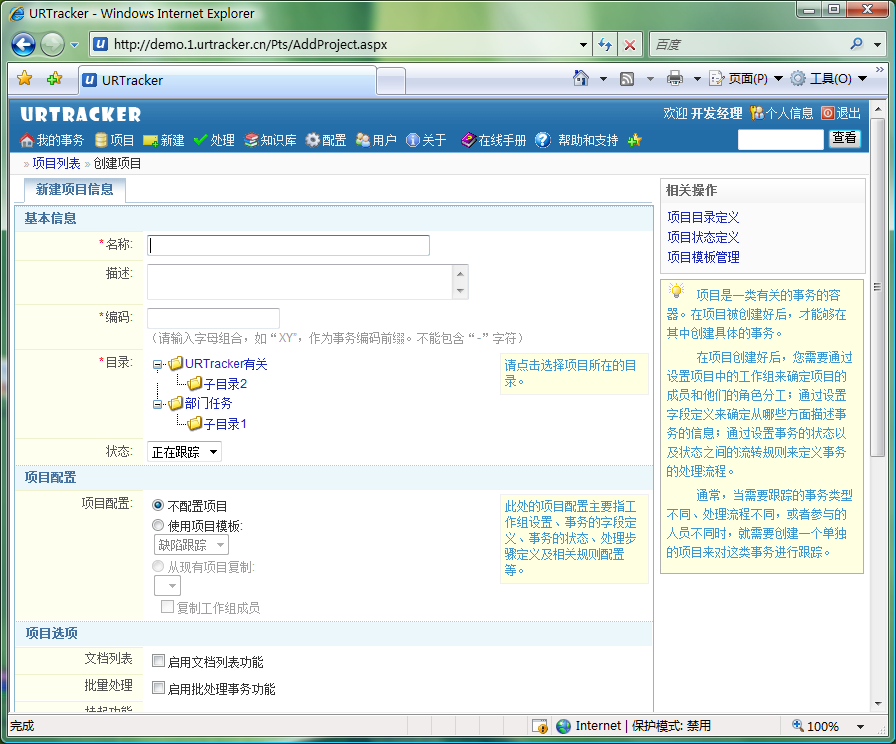 URTracker - Windows Internet Explorer
http://demo.1.urtracker.cn/Pts/AddProject.aspx
百度
URTracker
页面(P)
工具(O)
URTRACKER
欢迎 开发经理 个人信息 退出
我的事务 项目 新建 处理 知识库 配置 用户 关于 在线手册 帮助和支持
查看
» 项目列表 » 创建项目
新建项目信息
基本信息
*名称:
描述:
*编码:
（请输入字母组合，如“XY”，作为事务编码前缀。不能包含“-”字符）
*目录:
URTracker有关
子目录2
部门任务
子目录1
请点击选择项目所在的目
录。
状态: 正在跟踪
项目配置
项目配置: 不配置项目
使用项目模板:
缺陷跟踪
从现有项目复制:
复制工作组成员
此处的项目配置主要指工
作组设置、事务的字段定
义、事务的状态、处理步
骤定义及相关规则配置
等。
项目选项
文档列表 启用文档列表功能
批量处理 启用批处理事务功能
挂起功能
相关操作
项目目录定义
项目状态定义
项目模板管理
项目是一类有关的事务的容
器。在项目被创建好后，才能够在
其中创建具体的事务。
在项目创建好后，您需要通过
设置项目中的工作组来确定项目的
成员和他们的角色分工；通过设置
字段定义来确定从哪些方面描述事
务的信息；通过设置事务的状态以
及状态之间的流转规则来定义事务
的处理流程。
通常，当需要跟踪的事务类型
不同、处理流程不同，或者参与的
人员不同时，就需要创建一个单独
的项目来对这类事务进行跟踪。
完成
Internet | 保护模式: 禁用
100%